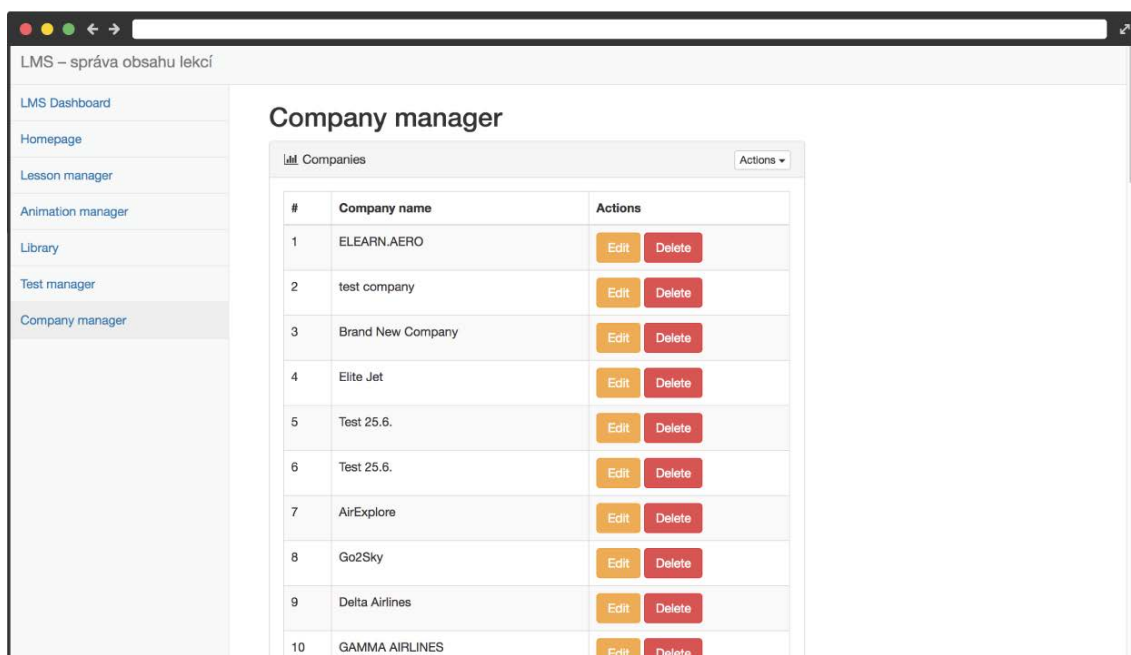 LMS – správa obsahu lekcí
LMS Dashboard
Homepage
Lesson manager
Animation manager
Library
Test manager
Company manager
Company manager
Companies Actions
# Company name Actions
1 ELEARN.AERO Edit Delete
2 test company Edit Delete
3 Brand New Company Edit Delete
4 Elite Jet Edit Delete
5 Test 25.6. Edit Delete
6 Test 25.6. Edit Delete
7 AirExplore Edit Delete
8 Go2Sky Edit Delete
9 Delta Airlines Edit Delete
10 GAMMA AIRLINES Edit Delete